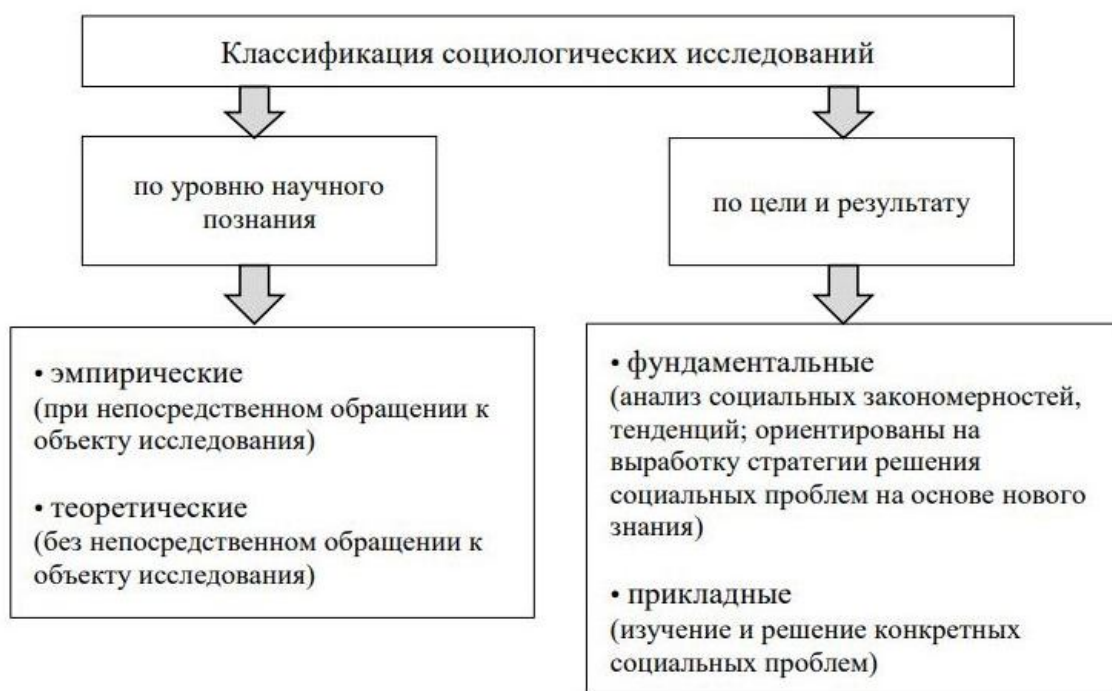 Классификация социологических исследований
по уровню научного
познания
по цели и результату
• эмпирические
(при непосредственном обращении к
объекту исследования)
• теоретические
(без непосредственном обращении к
объекту исследования)
• фундаментальные
(анализ социальных закономерностей,
тенденций; ориентированы на
выработку стратегии решения
социальных проблем на основе нового
знания)
• прикладные
(изучение и решение конкретных
социальных проблем)